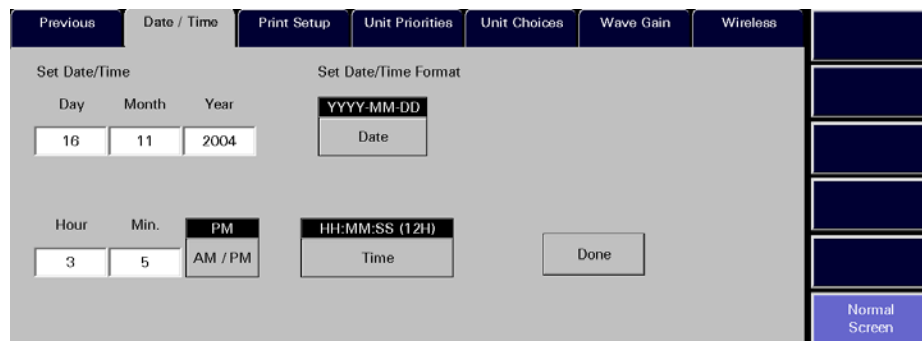 Previous
Date / Time
Print Setup
Unit Priorities
Unit Choices
Wave Gain
Wireless
Set Date/Time
Set Date/Time Format
Day Month Year
YYYY-MM-DD
16 11 2004
Date
Hour Min. PM
HH:MM:SS (12H)
3 5 AM / PM
Time
Done
Normal
Screen